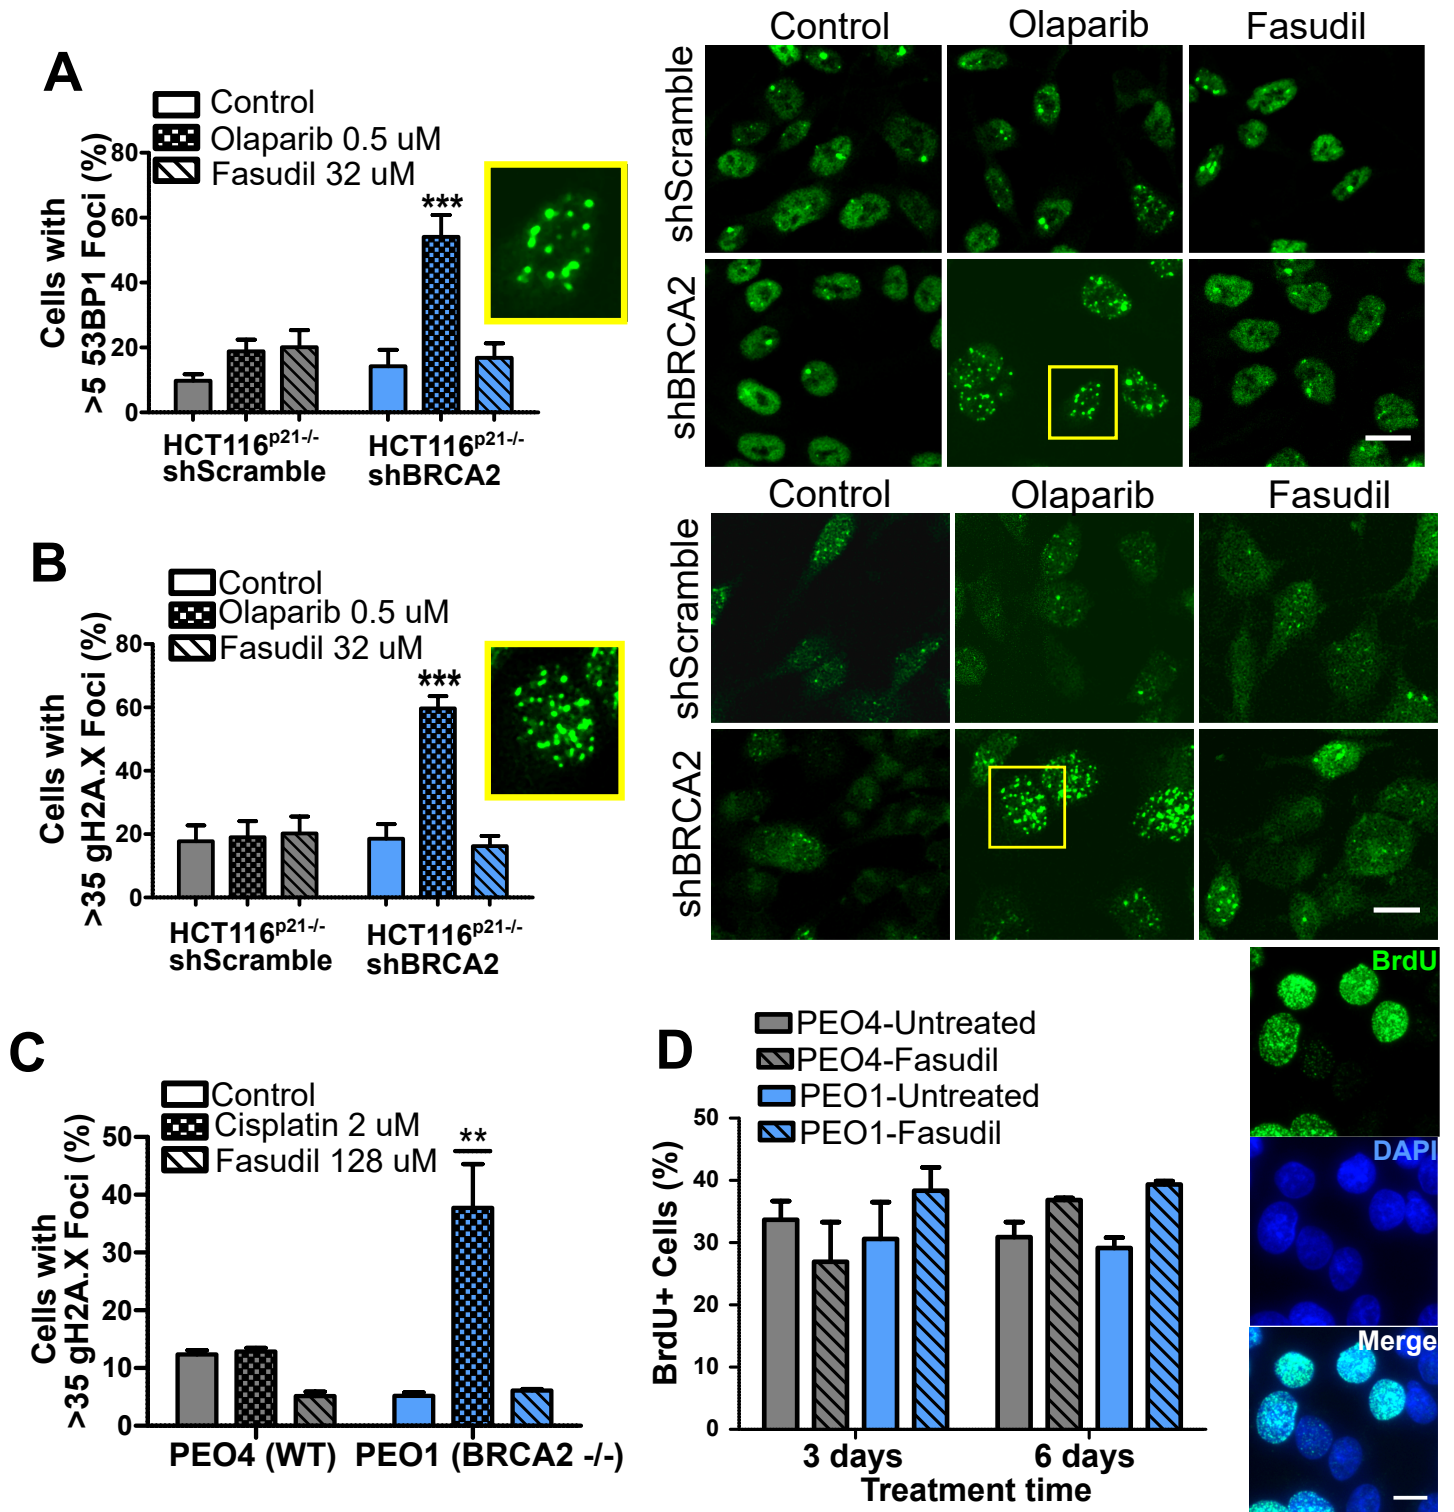 A
Control
Olaparib 0.5 uM
Fasudil 32 uM
Cells with
>5 53BP1 Foci (%)
80
60
40
20
0
***
HCT116p21-/-
shScramble
HCT116p21-/-
shBRCA2
Control
Olaparib
Fasudil
shScramble
shBRCA2
B
Control
Olaparib 0.5 uM
Fasudil 32 uM
Cells with
>35 gH2A.X Foci (%)
80
60
40
20
0
***
HCT116p21-/-
shScramble
HCT116p21-/-
shBRCA2
Control
Olaparib
Fasudil
shScramble
shBRCA2
C
Control
Cisplatin 2 uM
Fasudil 128 uM
Cells with
>35 gH2A.X Foci (%)
50
40
30
20
10
0
**
PEO4 (WT)
PEO1 (BRCA2 -/-)
D
PEO4-Untreated
PEO4-Fasudil
PEO1-Untreated
PEO1-Fasudil
BrdU+ Cells (%)
50
40
30
20
10
0
3 days
6 days
Treatment time
BrdU
DAPI
Merge